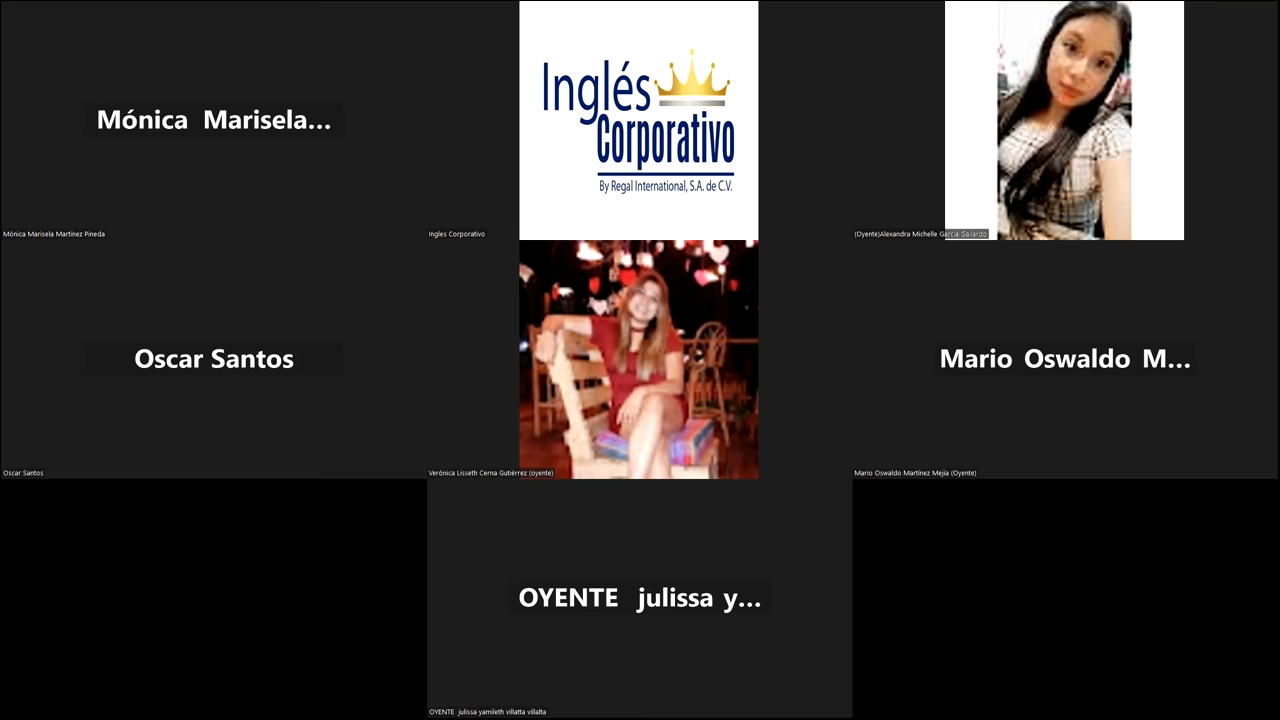 Mónica Marisela...
Mónica Marisela Martínez Pineda
Inglés
Corporativo
By Regal International, S.A. de C.V.
Ingles Corporativo
(Oyente)Alexandra Michelle Garcia Gallardo
Oscar Santos
Oscar Santos
Verónica Lisseth Cerna Gutiérrez (oyente)
Mario Oswaldo M...
Mario Oswaldo Martínez Mejía (Oyente)
OYENTE julissa y...
OYENTE julissa yamileth villatta villalta